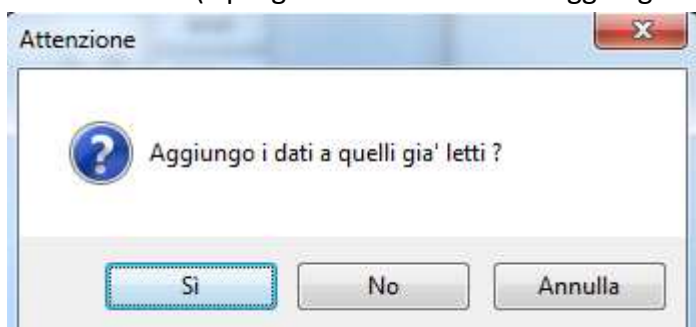 Attenzione
Aggiungo i dati a quelli gia' letti ?
Sì
No
Annulla